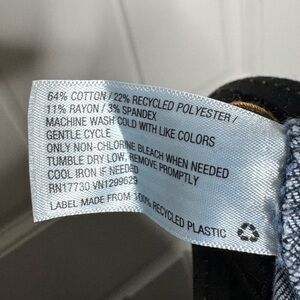 64% COTTON / 22% RECYCLED POLYESTER /
11% RAYON / 3% SPANDEX
MACHINE WASH COLD WITH LIKE COLORS
GENTLE CYCLE
ONLY NON-CHLORINE BLEACH WHEN NEEDED
TUMBLE DRY LOW, REMOVE PROMPTLY
COOL IRON IF NEEDED
RN17730 VN1299629
LABEL MADE FROM 100% RECYCLED PLASTIC